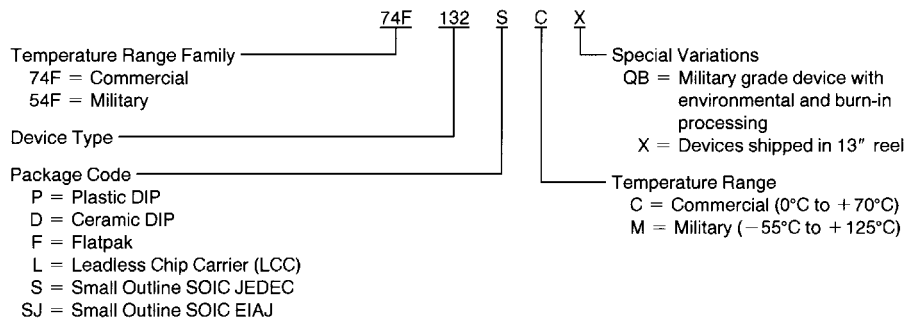 74F 132 S C X
Temperature Range Family
74F = Commercial
54F = Military
Device Type
Package Code
P = Plastic DIP
D = Ceramic DIP
F = Flatpak
L = Leadless Chip Carrier (LCC)
S = Small Outline SOIC JEDEC
SJ = Small Outline SOIC EIAJ
Special Variations
QB = Military grade device with
environmental and burn-in
processing
X = Devices shipped in 13″ reel
Temperature Range
C = Commercial (0°C to +70°C)
M = Military (−55°C to +125°C)